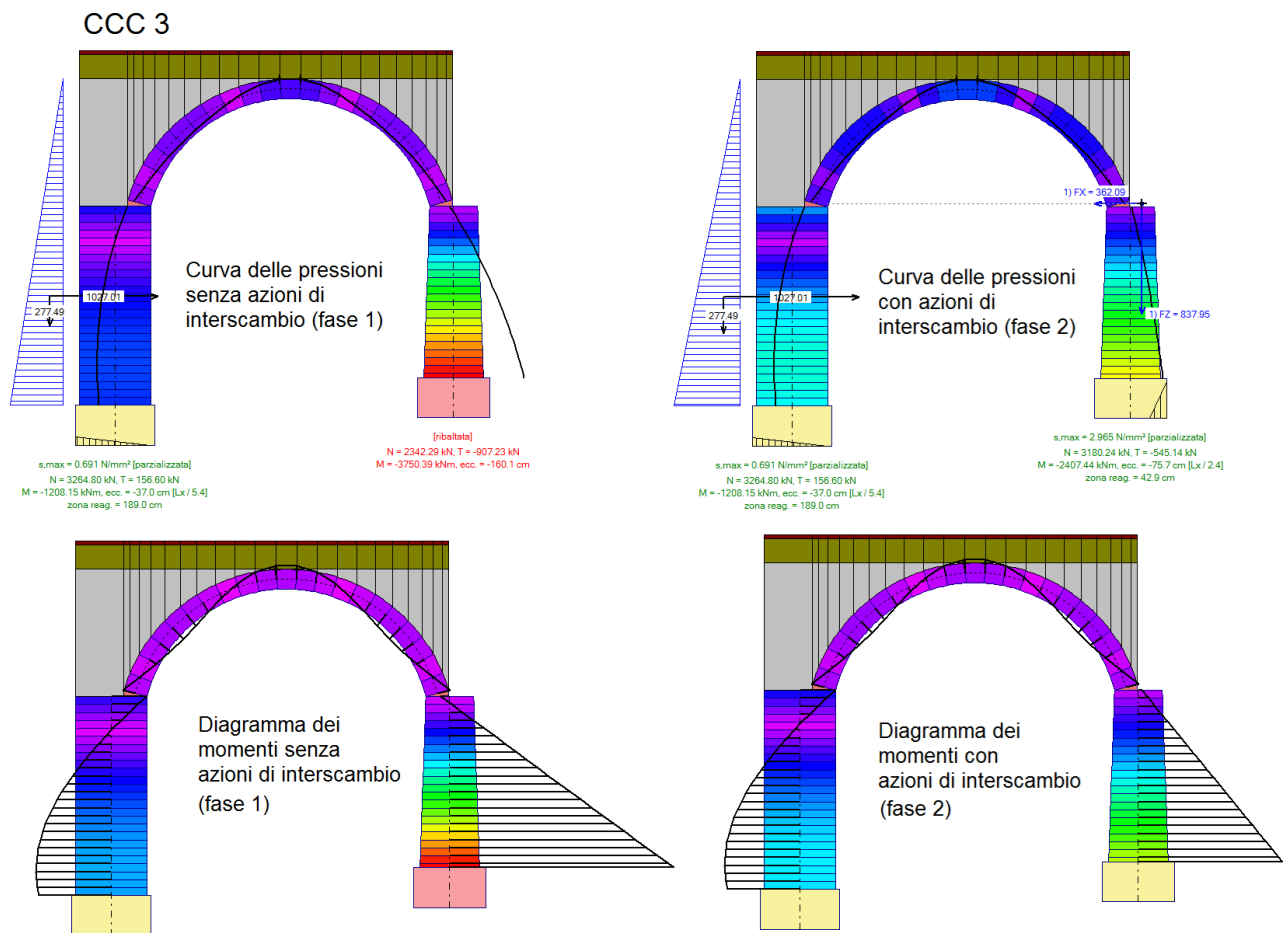 CCC 3
1) FX = 362.09
Curva delle pressioni
senza azioni di
interscambio (fase 1)
1027.01
277.49
Curva delle pressioni
con azioni di
interscambio (fase 2)
1027.01
277.49
1) FZ = 837.95
s,max = 0.691 N/mm² [parzializzata]
N = 3264.80 kN, T = 156.60 kN
M = -1208.15 kNm, ecc. = -37.0 cm [Lx / 5.4]
zona reag. = 189.0 cm
[ribaltata]
N = 2342.29 kN, T = -907.23 kN
M = -3750.39 kNm, ecc. = -160.1 cm
s,max = 0.691 N/mm² [parzializzata]
N = 3264.80 kN, T = 156.60 kN
M = -1208.15 kNm, ecc. = -37.0 cm [Lx / 5.4]
zona reag. = 189.0 cm
s,max = 2.965 N/mm² [parzializzata]
N = 3180.24 kN, T = -545.14 kN
M = -2407.44 kNm, ecc. = -75.7 cm [Lx / 2.4]
zona reag. = 42.9 cm
Diagramma dei
momenti senza
azioni di interscambio
(fase 1)
Diagramma dei
momenti con
azioni di interscambio
(fase 2)